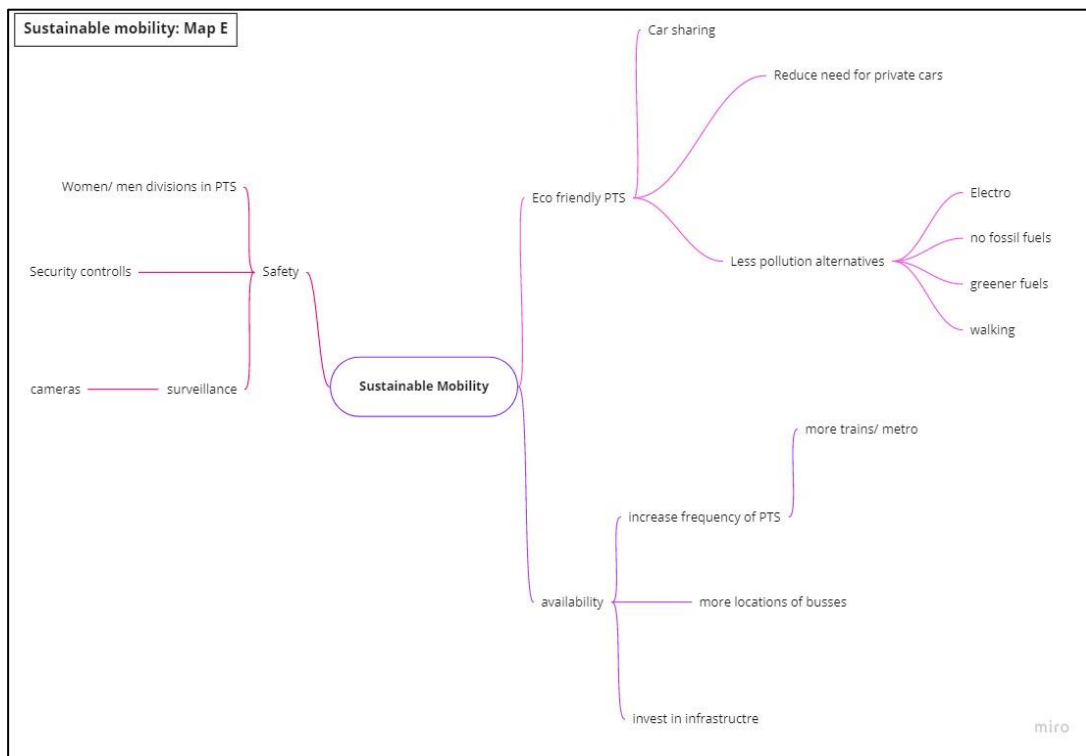 Sustainable mobility: Map E
Car sharing
Reduce need for private cars
Women/ men divisions in PTS
Eco friendly PTS
Electro
no fossil fuels
Less pollution alternatives
greener fuels
walking
Security controlls
Safety
cameras
surveillance
Sustainable Mobility
more trains/ metro
increase frequency of PTS
availability
more locations of busses
invest in infrastructre
miro